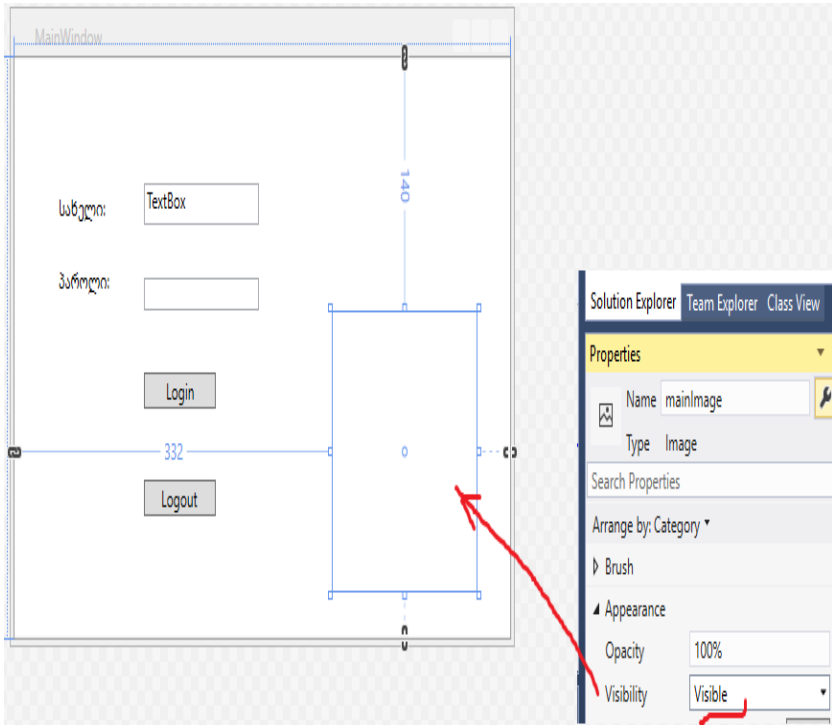 MainWindow
140
სახელი:
TextBox
პაროლი:
Login
332
Logout
Solution Explorer Team Explorer Class View
Properties
Name mainImage
Type Image
Search Properties
Arrange by: Category
Brush
Appearance
Opacity 100%
Visibility Visible